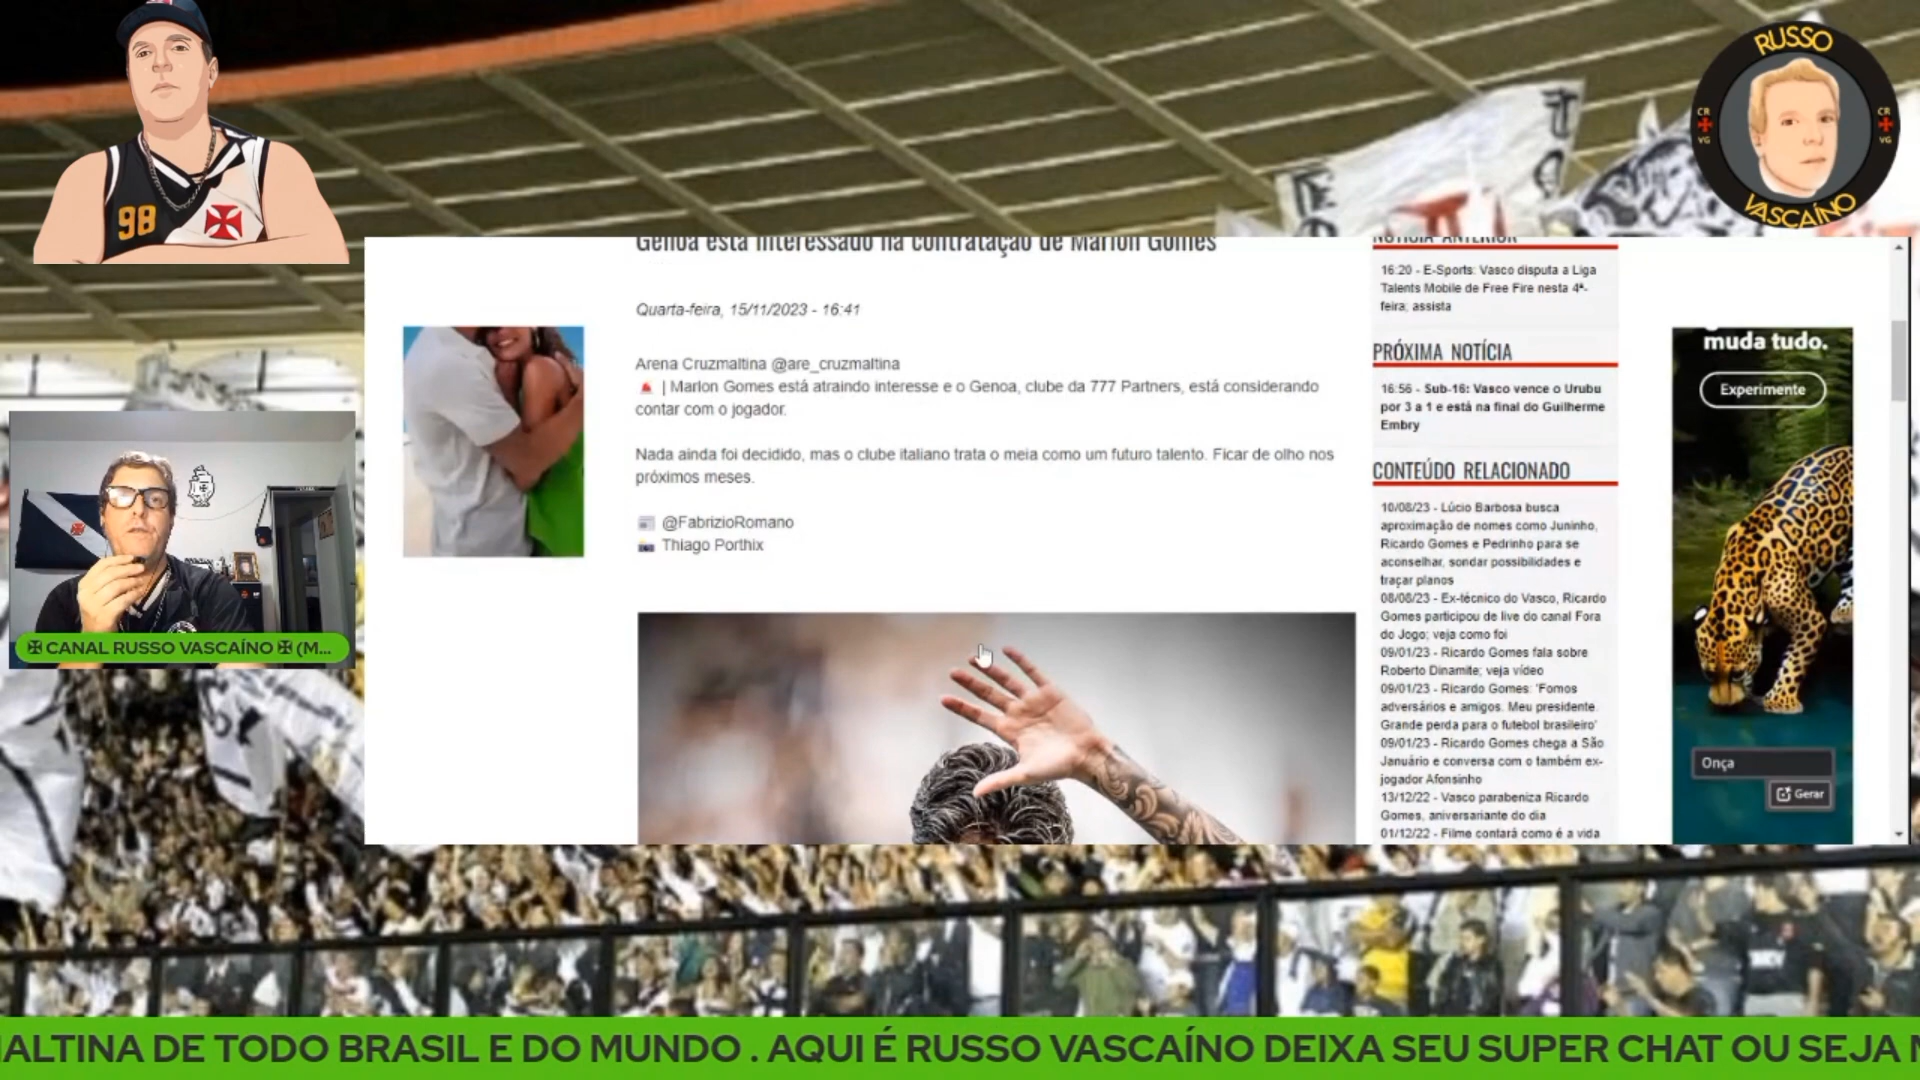 RUSSO
CR
VG
CR
VG
VASCAÍNO
98
Genoa está interessado na contratação de Marlon Gomes
Quarta-feira, 15/11/2023 - 16:41
Arena Cruzmaltina @are_cruzmaltina
| Marlon Gomes está atraindo interesse e o Genoa, clube da 777 Partners, está considerando
contar com o jogador.
Nada ainda foi decidido, mas o clube italiano trata o meia como um futuro talento. Ficar de olho nos
próximos meses.
@FabrizioRomano
Thiago Porthix
NOTÍCIA ANTERIOR
16:20 - E-Sports: Vasco disputa a Liga
Talents Mobile de Free Fire nesta 4ª-
feira; assista
PRÓXIMA NOTÍCIA
16:56 - Sub-16: Vasco vence o Urubu
por 3 a 1 e está na final do Guilherme
Embry
CONTEÚDO RELACIONADO
10/08/23 - Lúcio Barbosa busca
aproximação de nomes como Juninho,
Ricardo Gomes e Pedrinho para se
aconselhar, sondar possibilidades e
traçar planos
08/08/23 - Ex-técnico do Vasco, Ricardo
Gomes participou de live do canal Fora
do Jogo; veja como foi
09/01/23 - Ricardo Gomes fala sobre
Roberto Dinamite; veja vídeo
09/01/23 - Ricardo Gomes: 'Fomos
adversários e amigos. Meu presidente.
Grande perda para o futebol brasileiro'
09/01/23 - Ricardo Gomes chega a São
Januário e conversa com o também ex-
jogador Afonsinho
13/12/22 - Vasco parabeniza Ricardo
Gomes, aniversariante do dia
01/12/22 - Filme contará como é a vida
muda tudo.
Experimente
Onça
Gerar
CANAL RUSSO VASCAÍNO (M...
ALTINA DE TODO BRASIL E DO MUNDO . AQUI É RUSSO VASCAÍNO DEIXA SEU SUPER CHAT OU SEJA